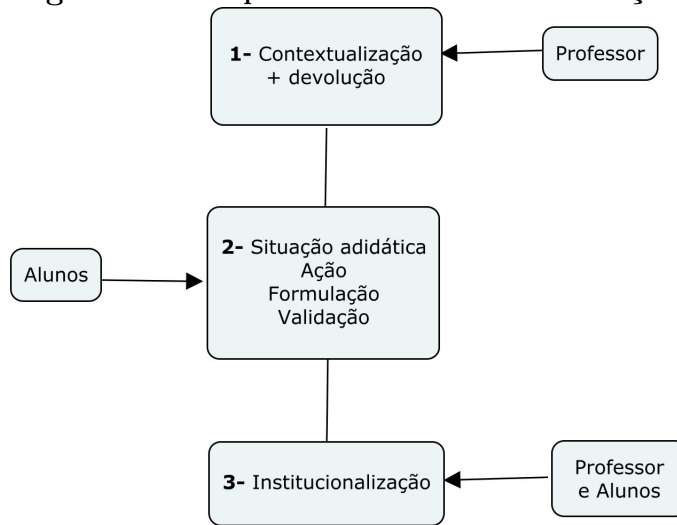 1- Contextualização
+ devolução
Professor
2- Situação adidática
Ação
Formulação
Validação
Alunos
3- Institucionalização
Professor
e Alunos